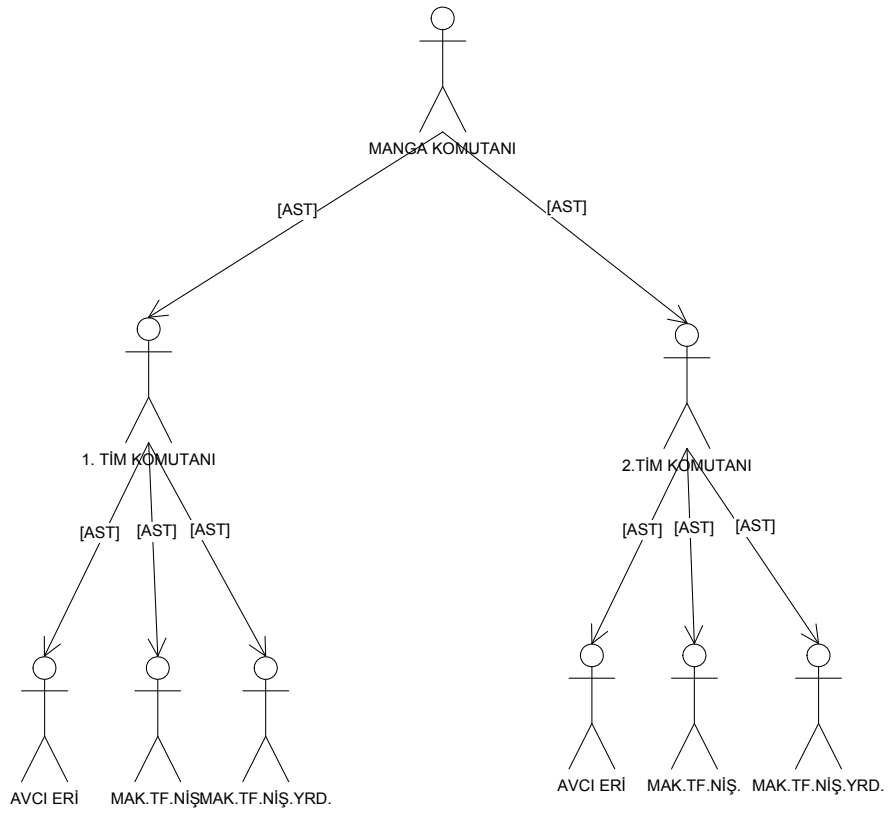 MANGA KOMUTANI
[AST]
[AST]
1. TİM KOMUTANI
2.TİM KOMUTANI
[AST]
[AST]
[AST]
[AST]
[AST]
[AST]
AVCI ERİ
MAK.TF.NİŞ.
MAK.TF.NİŞ.YRD.
AVCI ERİ
MAK.TF.NİŞ.
MAK.TF.NİŞ.YRD.